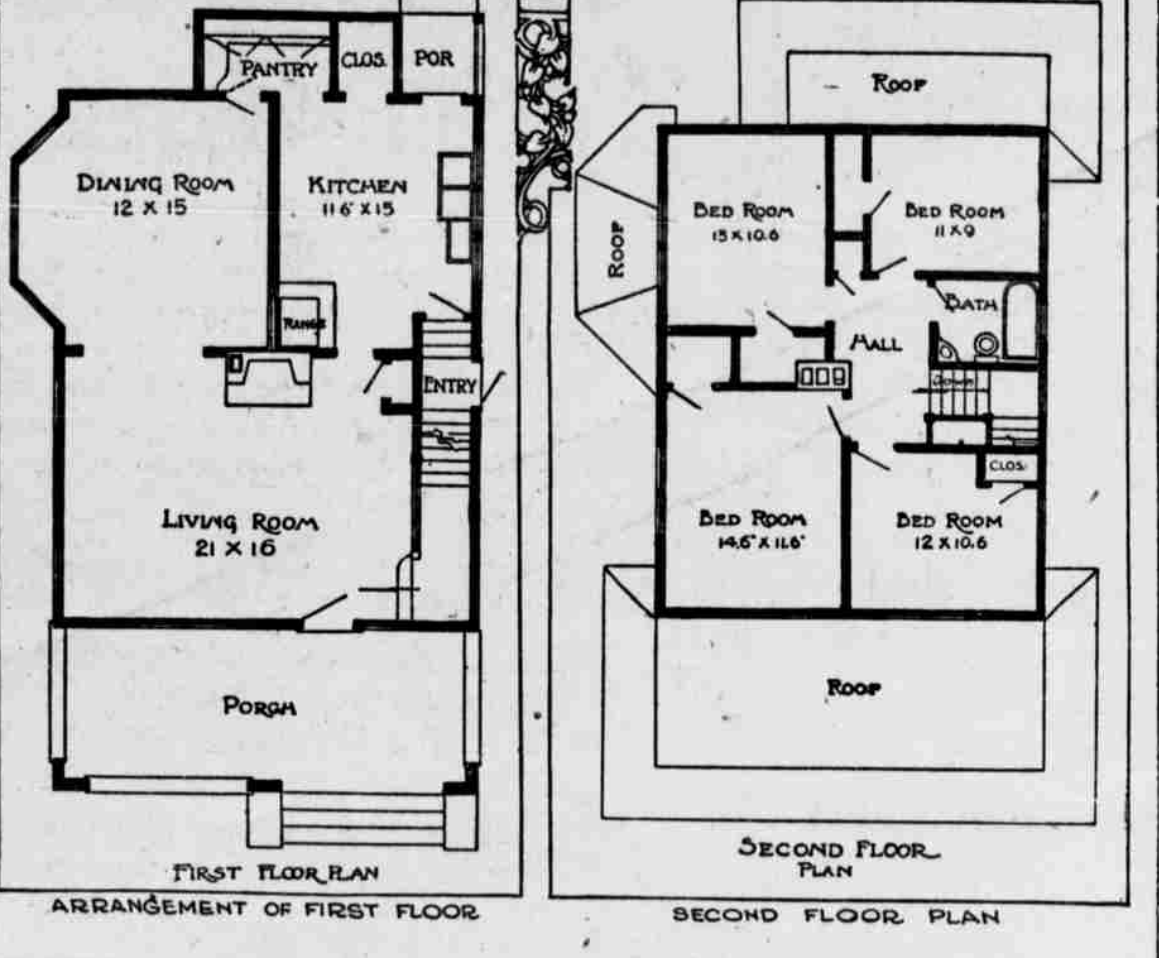 PANTRY
CLOS.
POR
DINING ROOM
12 X 15
KITCHEN
11 6" X 15
RANGE
ENTRY
LIVING ROOM
21 X 16
PORCH
FIRST FLOOR PLAN
ARRANGEMENT OF FIRST FLOOR
ROOF
ROOF
BED ROOM
13 X 10.6
BED ROOM
11 X 9
BATH
HALL
DOWN
CLOS.
BED ROOM
14.6" X 11.6"
BED ROOM
12 X 10.6
ROOF
SECOND FLOOR
PLAN
SECOND FLOOR PLAN